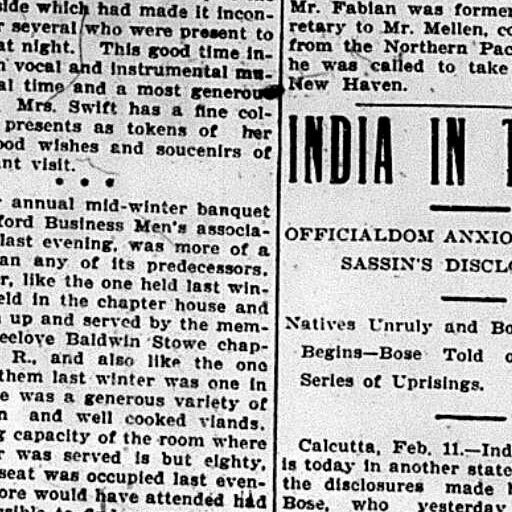 side which had made it incon-
r several who were present to
at night. This good time in-
n vocal and instrumental mu-
al time and a most generous
Mrs. Swift has a fine col-
presents as tokens of her
ood wishes and soucenirs of
ant visit.
• • •
annual mid-winter banquet
ford Business Men's associa-
last evening, was more of a
an any of its predecessors.
r, like the one held last win-
eld in the chapter house and
up and served by the mem-
eelove Baldwin Stowe chap-
R., and also like the one
them last winter was one in
e was a generous variety of
n and well cooked viands.
g capacity of the room where
r was served is but eighty,
seat was occupied last even-
ore would have attended had
Mr. Fabian was former
retary to Mr. Mellen, co
from the Northern Pac
he was called to take
New Haven.
INDIA IN T
OFFICIALDOM ANXIO
SASSIN'S DISCLO
Natives Unruly and Bo
Begins—Bose Told o
Series of Uprisings.
Calcutta, Feb. 11.—Ind
is today in another state
the disclosures made b
Bose, who yesterday